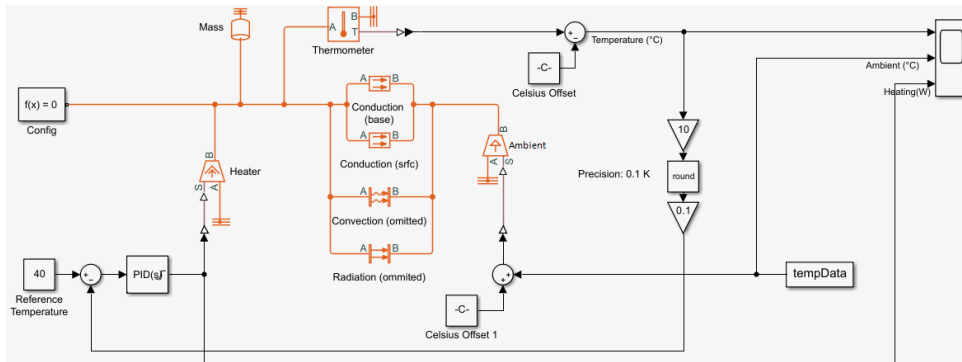 Mass
A
B
T
Thermometer
-C-
Celsius Offset
Temperature (°C)
Ambient (°C)
Heating(W)
f(x) = 0
Config
A B
Conduction
(base)
A B
Conduction (srfc)
A B
Convection (omitted)
A B
Radiation (ommited)
B
Heater
S A
B
Ambient
A S
10
Precision: 0.1 K
round
0.1
40
Reference
Temperature
PID(s)
-C-
Celsius Offset 1
tempData